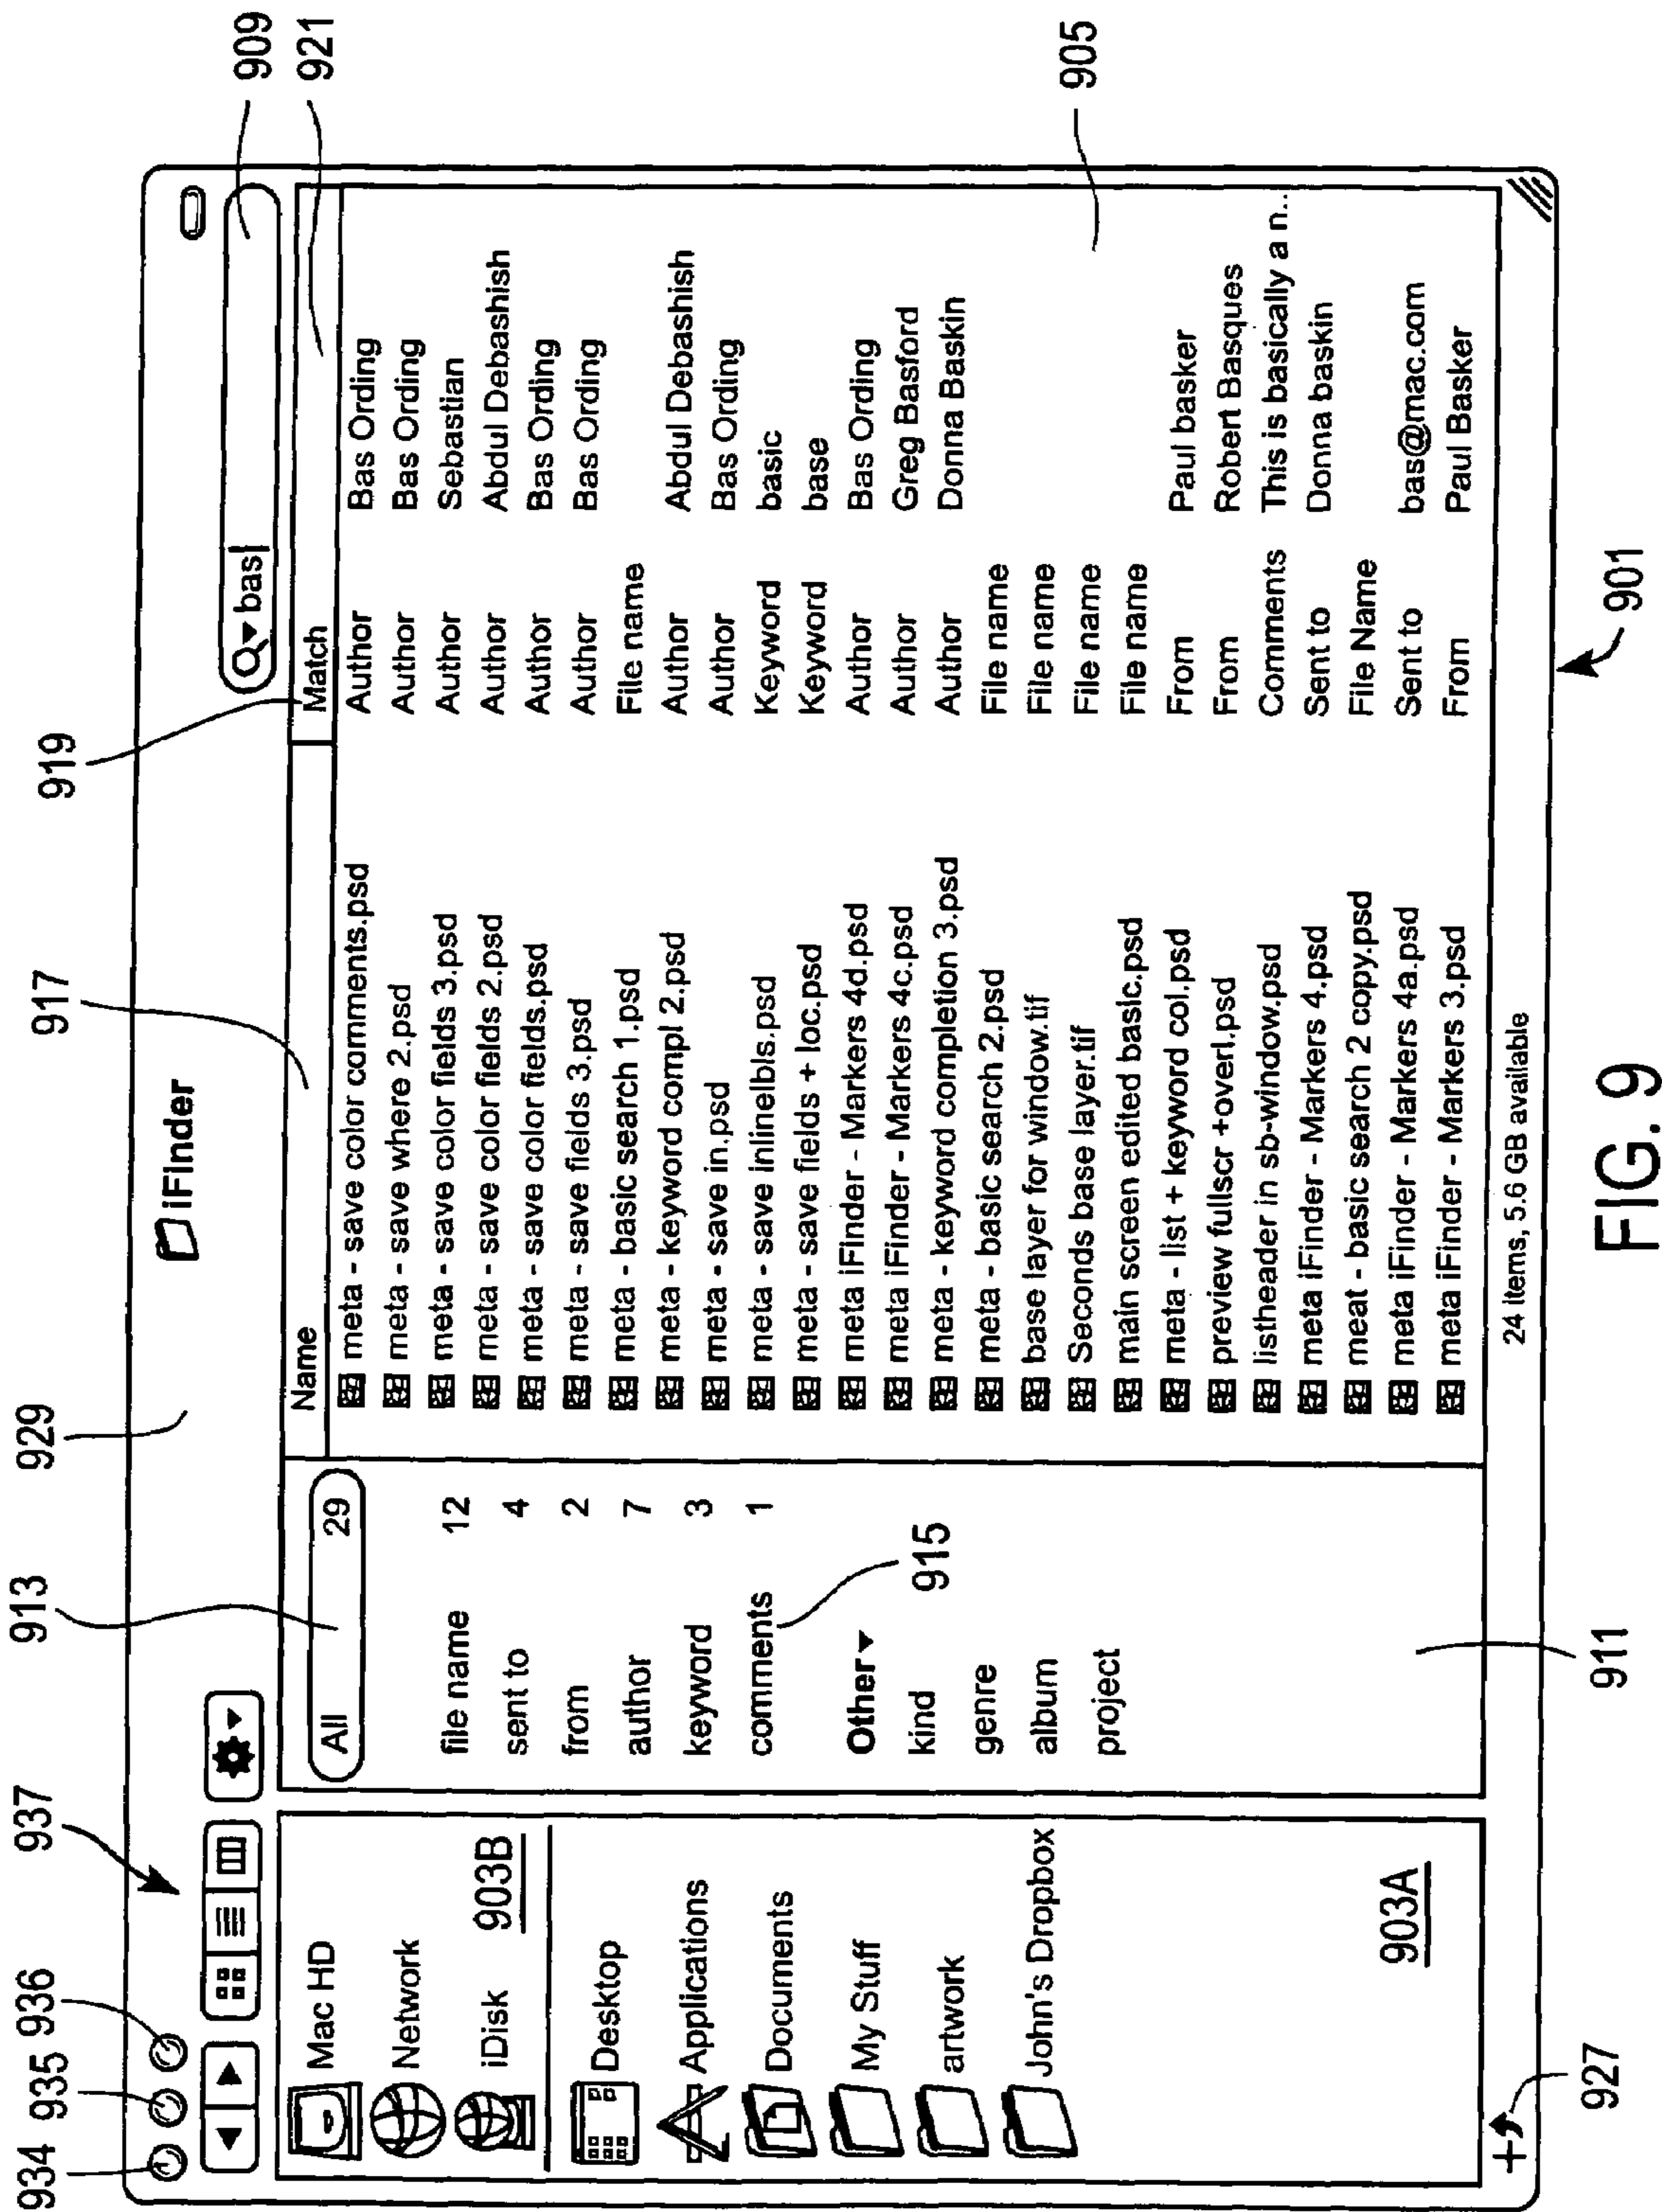 934
935
936
937
913
929
917
919
909
921
iFinder
bas
Mac HD
Network
iDisk
903B
Desktop
Applications
Documents
My Stuff
artwork
John's Dropbox
903A
All 29
file name 12
sent to 4
from 2
author 7
keyword 3
comments 1
Other
kind
genre
album
project
915
Name Match
meta - save color comments.psd Author Bas Ording
meta - save where 2.psd Author Bas Ording
meta - save color fields 3.psd Author Sebastian
meta - save color fields 2.psd Author Abdul Debashish
meta - save color fields.psd Author Bas Ording
meta - save fields 3.psd Author Bas Ording
meta - basic search 1.psd File name
meta - keyword compl 2.psd Author Abdul Debashish
meta - save in.psd Author Bas Ording
meta - save inlinelbls.psd Keyword basic
meta - save fields + loc.psd Keyword base
meta iFinder - Markers 4d.psd Author Bas Ording
meta iFinder - Markers 4c.psd Author Greg Basford
meta - keyword completion 3.psd Author Donna Baskin
meta - basic search 2.psd File name
base layer for window.tif File name
Seconds base layer.tif File name
main screen edited basic.psd File name
meta - list + keyword col.psd From Paul basker
preview fullscr +overl.psd From Robert Basques
listheader in sb-window.psd Comments This is basically a n..
meta iFinder - Markers 4.psd Sent to Donna baskin
meat - basic search 2 copy.psd File Name
meta iFinder - Markers 4a.psd Sent to bas@mac.com
meta iFinder - Markers 3.psd From Paul Basker
905
24 items, 5.6 GB available
927
911
901
FIG. 9